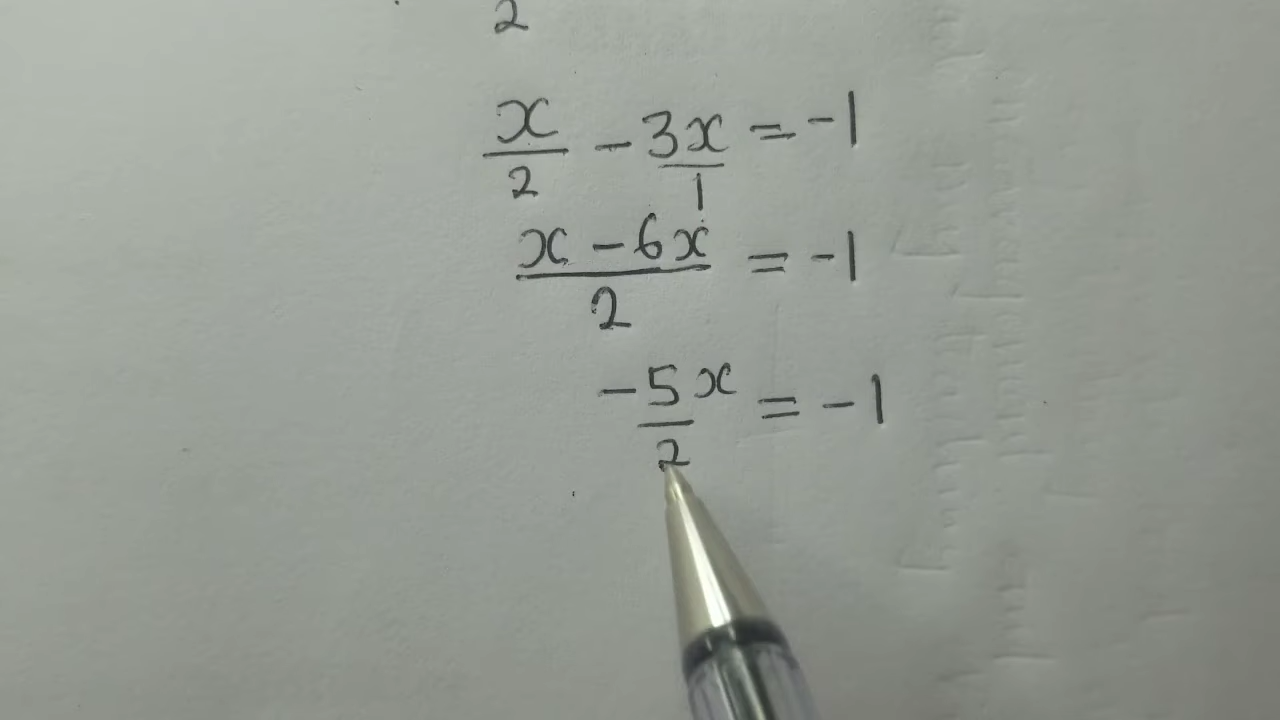 2
x/2 - 3x/1 = -1
x - 6x/2 = -1
-5x/2 = -1